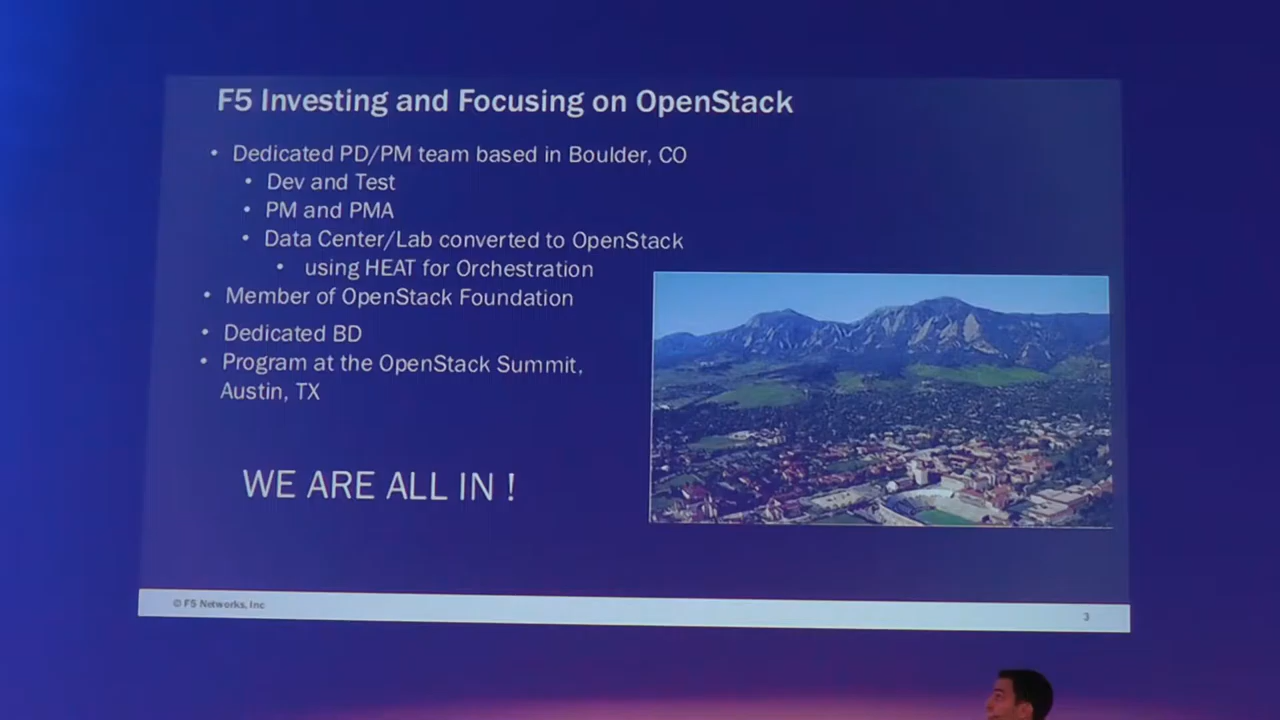 F5 Investing and Focusing on OpenStack
• Dedicated PD/PM team based in Boulder, CO
• Dev and Test
• PM and PMA
• Data Center/Lab converted to OpenStack
• using HEAT for Orchestration
• Member of OpenStack Foundation
• Dedicated BD
• Program at the OpenStack Summit,
Austin, TX
WE ARE ALL IN !
© F5 Networks, Inc
3